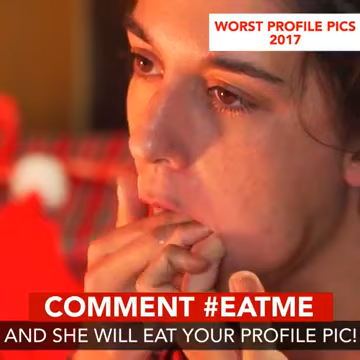 WORST PROFILE PICS
2017
COMMENT #EATME
AND SHE WILL EAT YOUR PROFILE PIC!